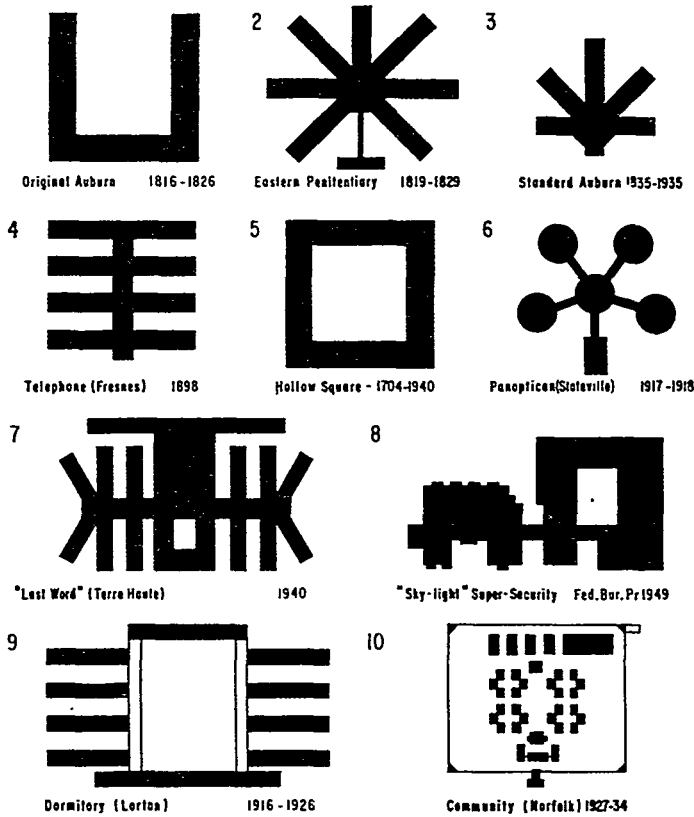 2
3
Original Auburn 1816-1826
Eastern Penitentiary 1819-1829
Standard Auburn 1935-1935
4
5
6
Telephone (Fresnes) 1898
Hollow Square - 1704-1940
Panopticon (Stateville) 1917-1918
7
8
"Last Word" (Terre Haute) 1940
"Sky-light" Super-Security Fed. Bur. Pr 1949
9
10
Dormitory (Lorton) 1916-1926
Community (Norfolk) 1927-34